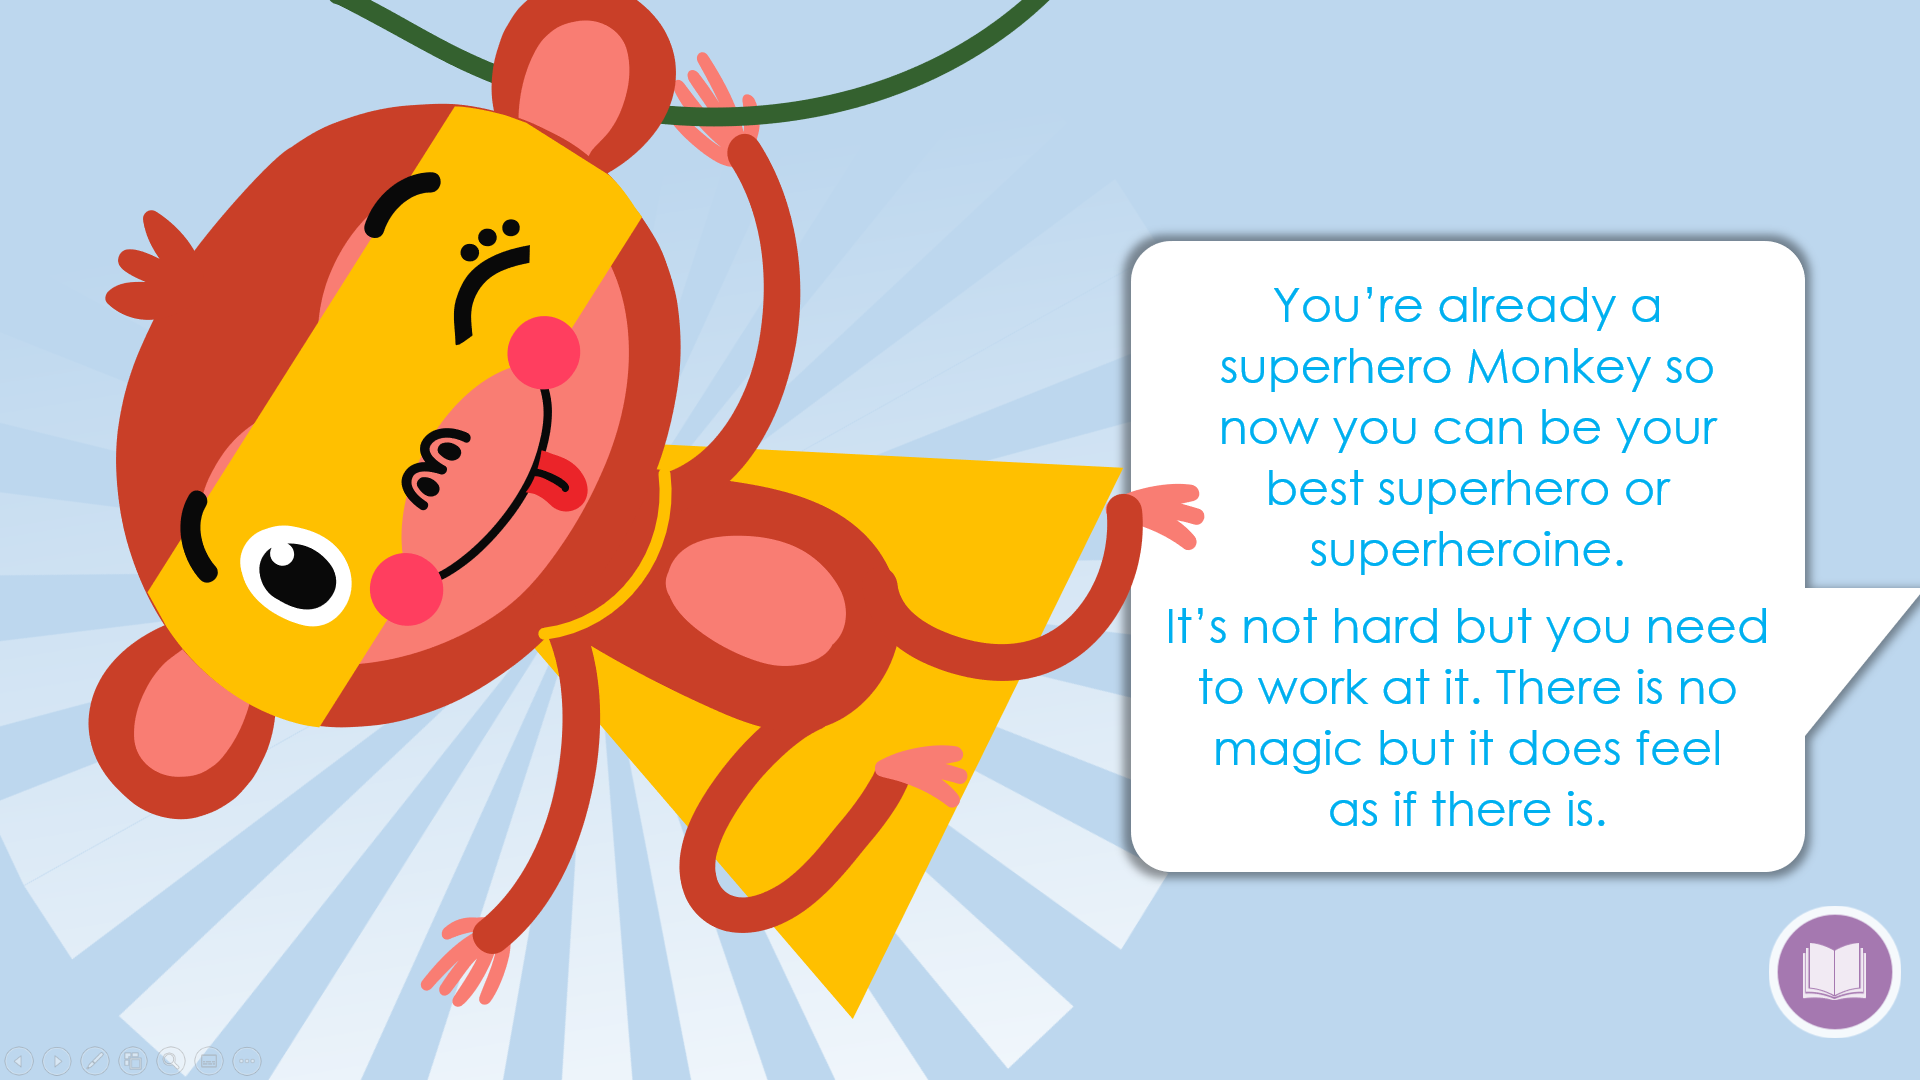 You’re already a
superhero Monkey so
now you can be your
best superhero or
superheroine.
It’s not hard but you need
to work at it. There is no
magic but it does feel
as if there is.